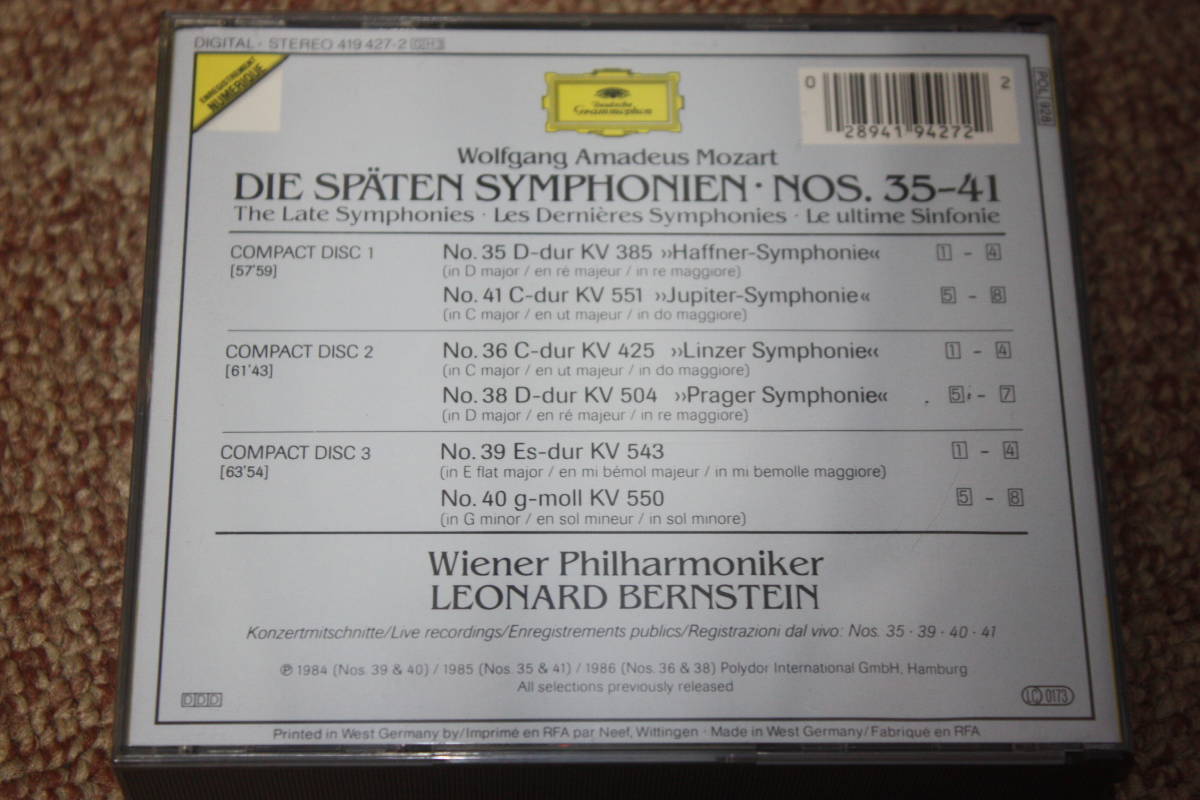 DIGITAL · STEREO 419 427-2 GH3
ENREGISTREMENT
NUMÉRIQUE
Deutsche
Grammophon
0 28941 94272 2
POL 928
Wolfgang Amadeus Mozart
DIE SPÄTEN SYMPHONIEN · NOS. 35–41
The Late Symphonies · Les Dernières Symphonies · Le ultime Sinfonie
COMPACT DISC 1 No. 35 D-dur KV 385 »Haffner-Symphonie« 1 – 4
[57'59] (in D major / en ré majeur / in re maggiore)
No. 41 C-dur KV 551 »Jupiter-Symphonie« 5 – 8
(in C major / en ut majeur / in do maggiore)
COMPACT DISC 2 No. 36 C-dur KV 425 »Linzer Symphonie« 1 – 4
[61'43] (in C major / en ut majeur / in do maggiore)
No. 38 D-dur KV 504 »Prager Symphonie« 5 – 7
(in D major / en ré majeur / in re maggiore)
COMPACT DISC 3 No. 39 Es-dur KV 543 1 – 4
[63'54] (in E flat major / en mi bémol majeur / in mi bemolle maggiore)
No. 40 g-moll KV 550 5 – 8
(in G minor / en sol mineur / in sol minore)
Wiener Philharmoniker
LEONARD BERNSTEIN
Konzertmitschnitte/Live recordings/Enregistrements publics/Registrazioni dal vivo: Nos. 35 · 39 · 40 · 41
℗ 1984 (Nos. 39 & 40) / 1985 (Nos. 35 & 41) / 1986 (Nos. 36 & 38) Polydor International GmbH, Hamburg
All selections previously released
DDD
LC 0173
Printed in West Germany by/Imprimé en RFA par Neef, Wittingen · Made in West Germany/Fabriqué en RFA